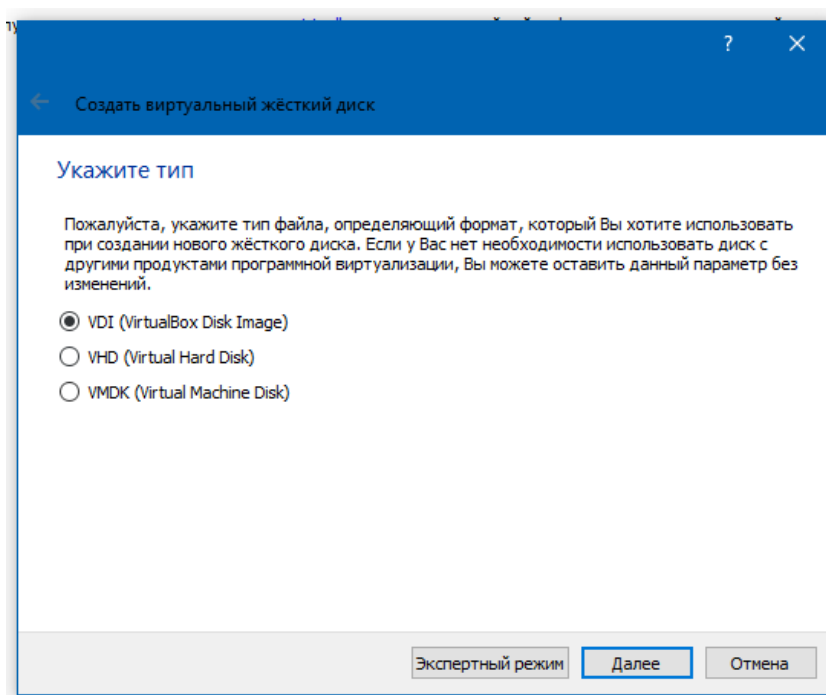 ?
Создать виртуальный жёсткий диск
Укажите тип
Пожалуйста, укажите тип файла, определяющий формат, который Вы хотите использовать
при создании нового жёсткого диска. Если у Вас нет необходимости использовать диск с
другими продуктами программной виртуализации, Вы можете оставить данный параметр без
изменений.
VDI (VirtualBox Disk Image)
VHD (Virtual Hard Disk)
VMDK (Virtual Machine Disk)
Экспертный режим Далее Отмена